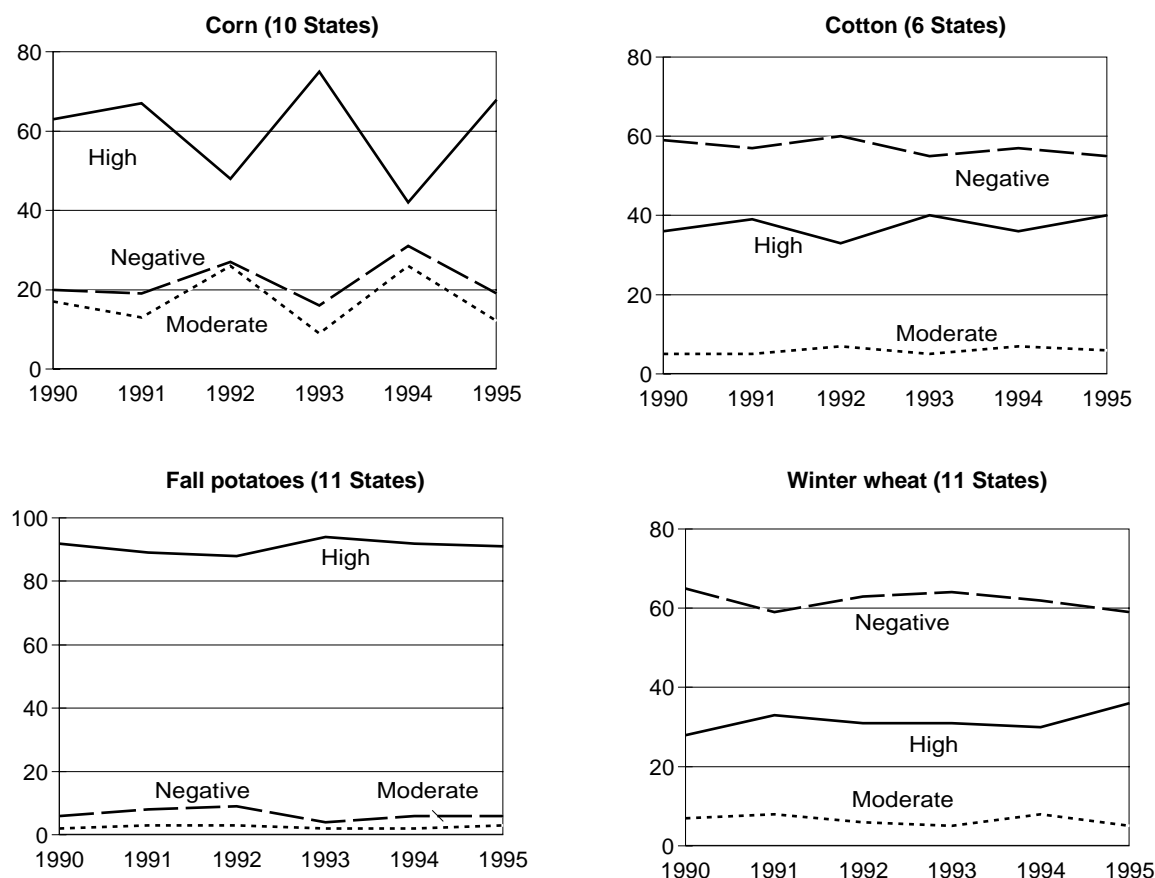 Corn (10 States)
80
60
40
20
0
High
Negative
Moderate
1990 1991 1992 1993 1994 1995
Cotton (6 States)
80
60
40
20
0
Negative
High
Moderate
1990 1991 1992 1993 1994 1995
Fall potatoes (11 States)
100
80
60
40
20
0
High
Negative Moderate
1990 1991 1992 1993 1994 1995
Winter wheat (11 States)
80
60
40
20
0
Negative
High
Moderate
1990 1991 1992 1993 1994 1995